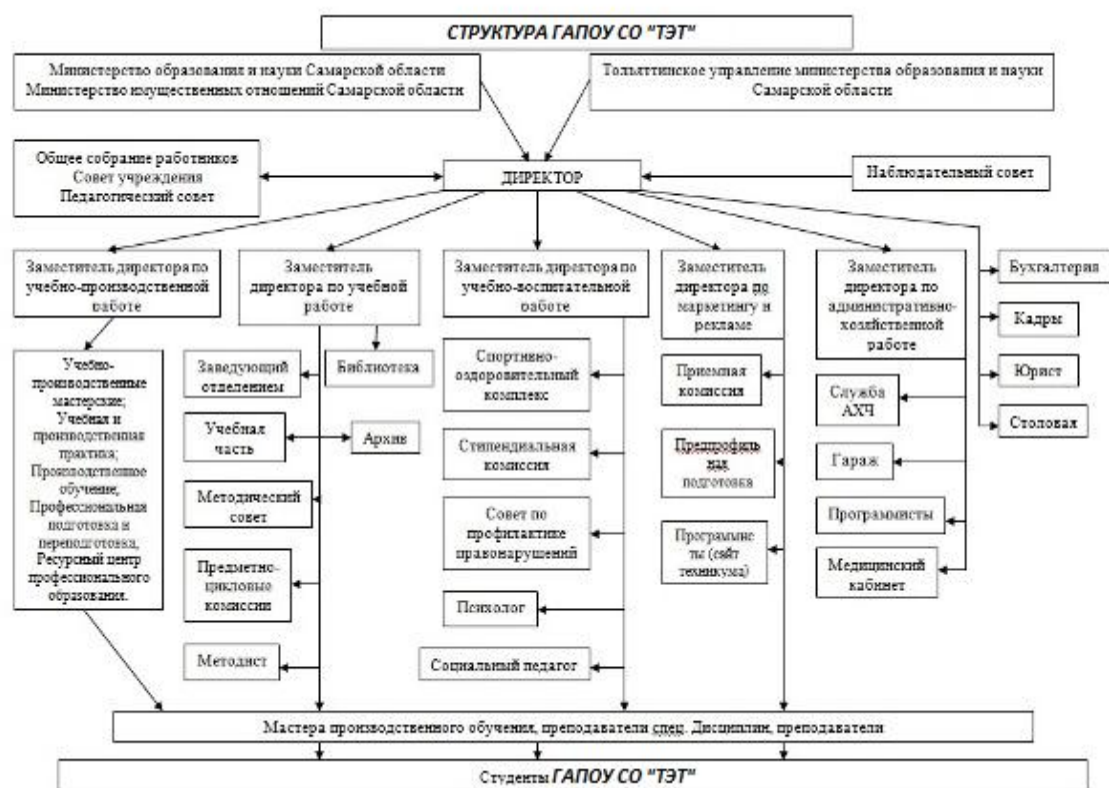 СТРУКТУРА ГАПОУ СО "ТЭТ"
Министерство образования и науки Самарской области
Министерство имущественных отношений Самарской области
Тольяттинское управление министерства образования и науки
Самарской области
Общее собрание работников
Совет учреждения
Педагогический совет
ДИРЕКТОР
Наблюдательный совет
Заместитель директора по
учебно-производственной
работе
Заместитель
директора по учебной
работе
Заместитель директора по
учебно-воспитательной
работе
Заместитель
директора по
маркетингу и
рекламе
Заместитель
директора по
административно-
хозяйственной
работе
Бухгалтерия
Кадры
Юрист
Столовая
Учебно-
производственные
мастерские;
Учебная и
производственная
практика;
Производственное
обучение;
Профессиональная
подготовка и
переподготовка,
Ресурсный центр
профессионального
образования.
Заведующий
отделением
Библиотека
Учебная
часть
Архив
Методический
совет
Предметно-
цикловые
комиссии
Методист
Спортивно-
оздоровительный
комплекс
Стипендиальная
комиссия
Совет по
профилактике
правонарушений
Психолог
Социальный педагог
Приемная
комиссия
Предпрофиль
ная
подготовка
Программис
ты (сайт
техникума)
Служба
АХЧ
Гараж
Программисты
Медицинский
кабинет
Мастера производственного обучения, преподаватели спец. Дисциплин, преподаватели
Студенты ГАПОУ СО "ТЭТ"